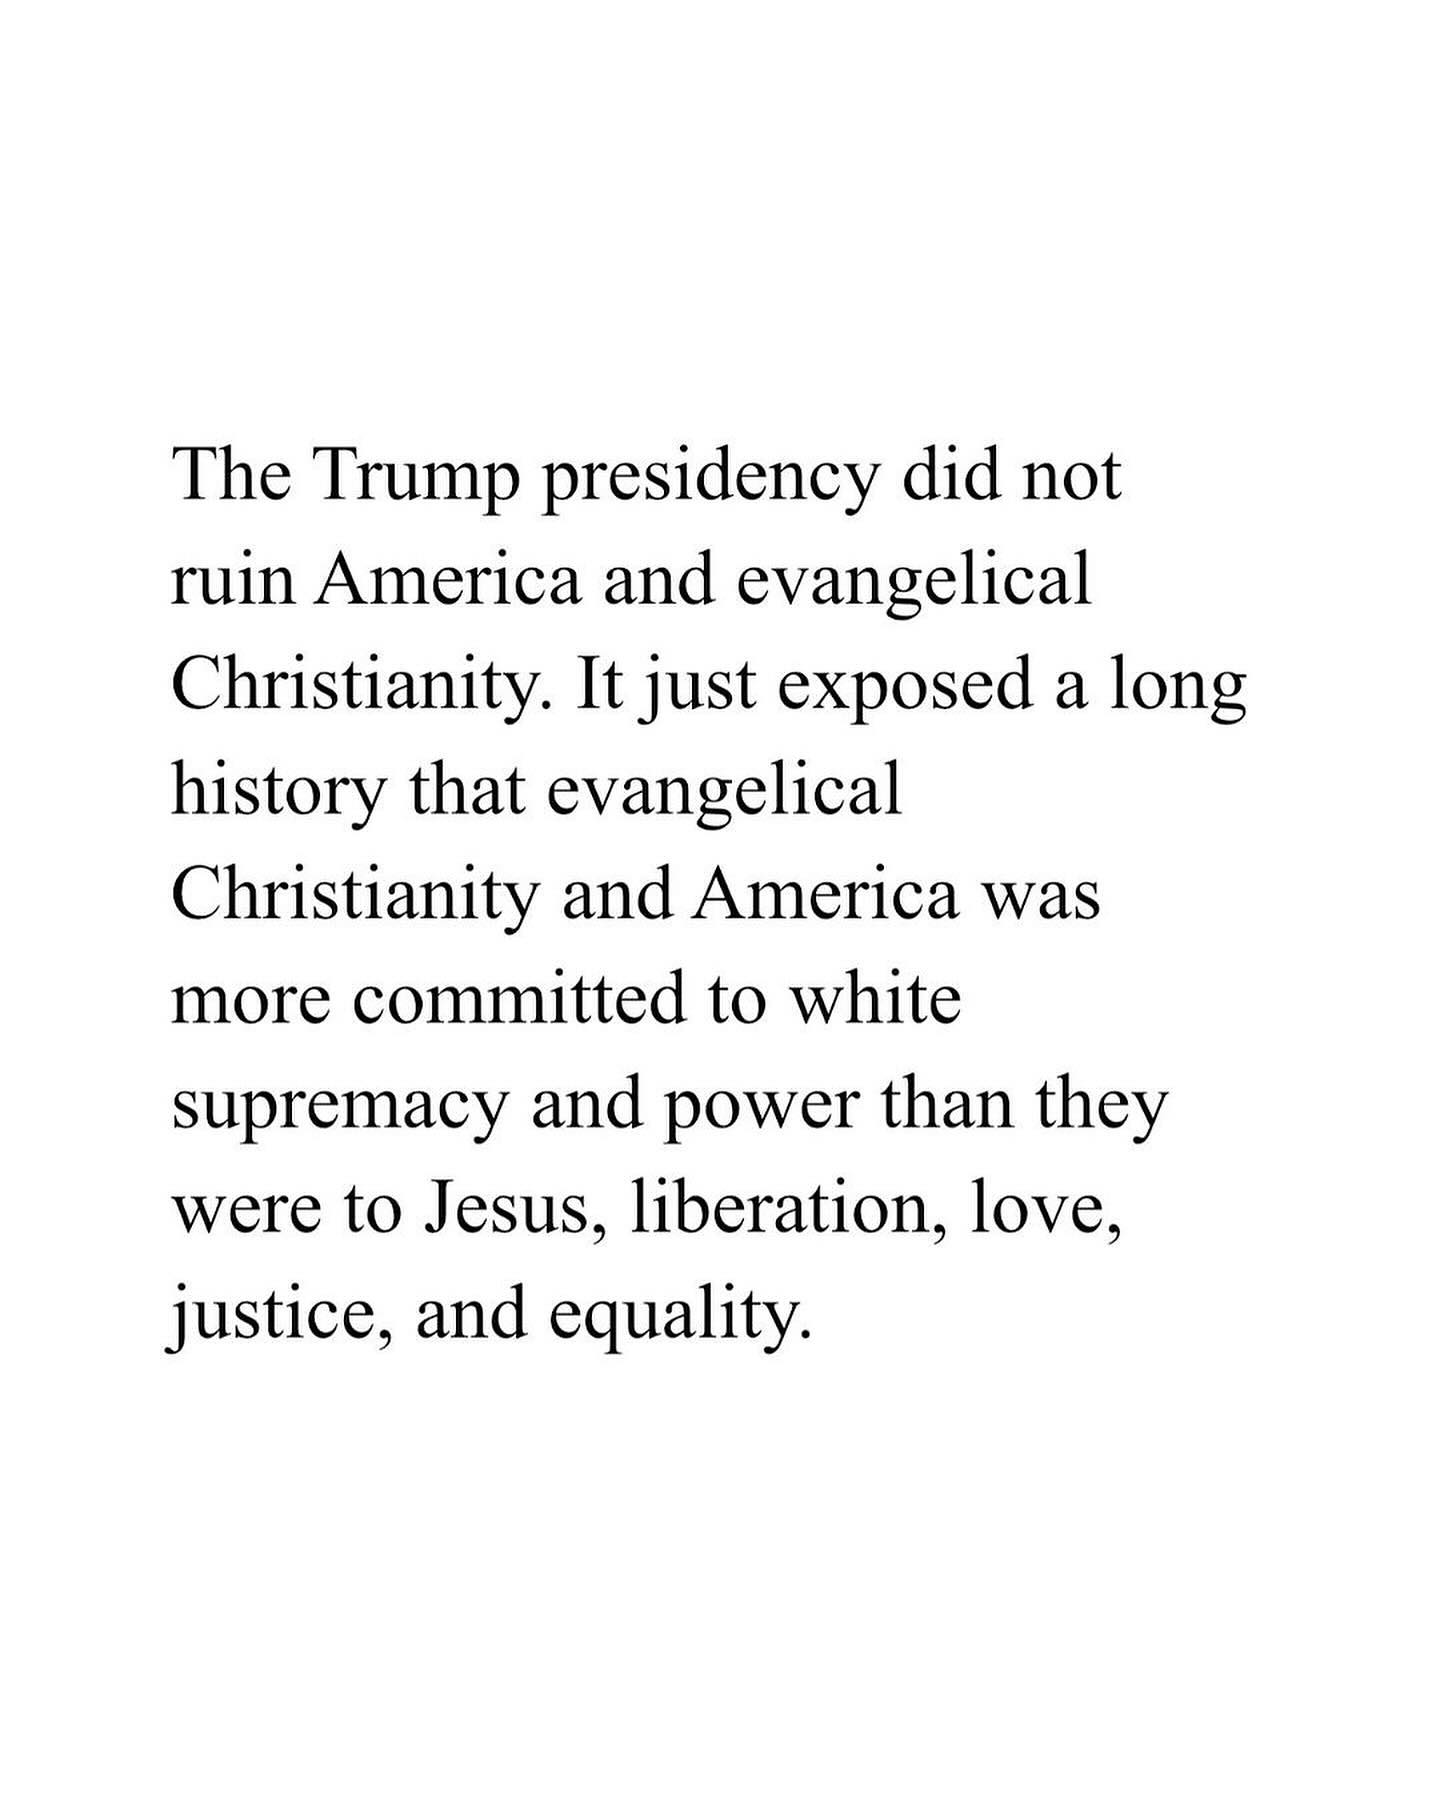 The Trump presidency did not
ruin America and evangelical
Christianity. It just exposed a long
history that evangelical
Christianity and America was
more committed to white
supremacy and power than they
were to Jesus, liberation, love,
justice, and equality.